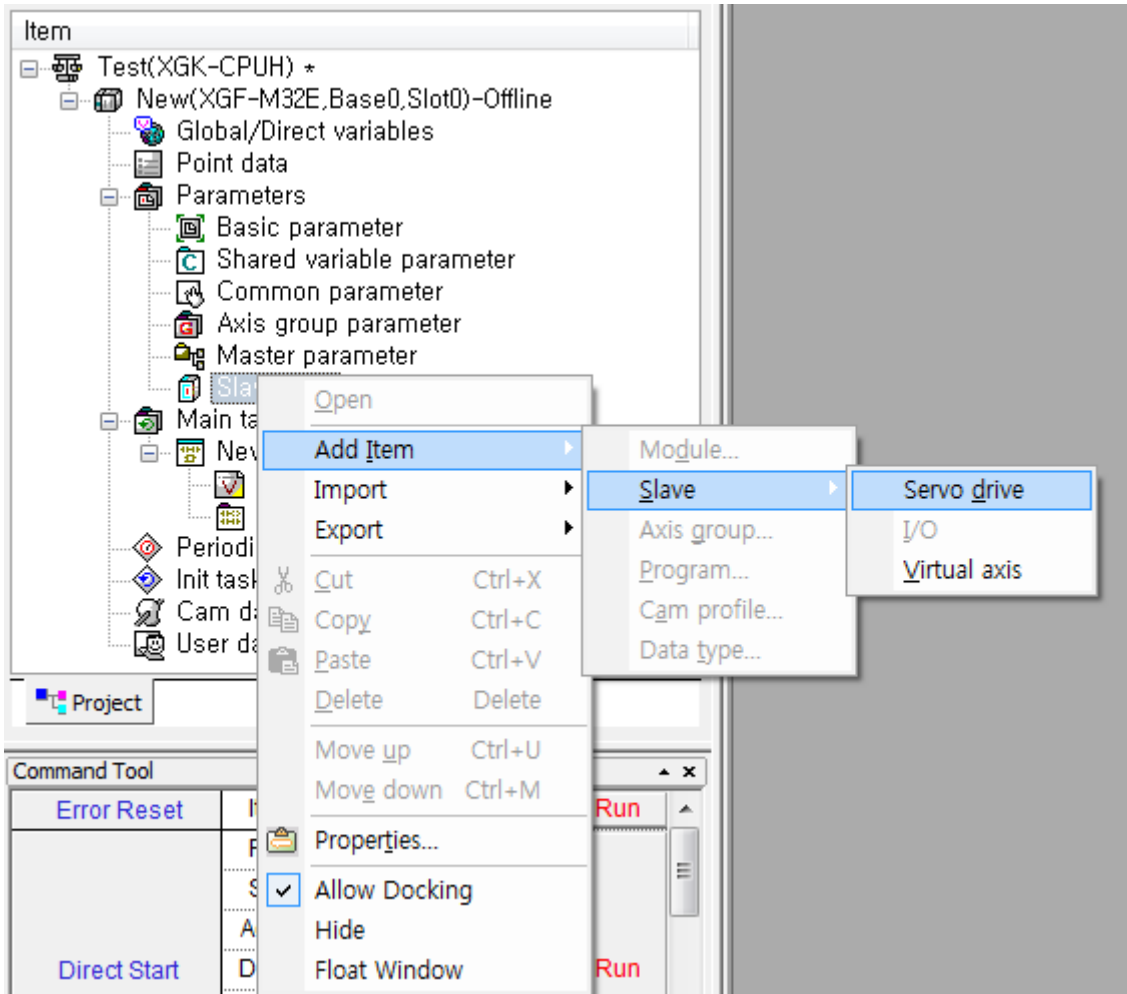 Item
Test(XGK-CPUH) *
New(XGF-M32E,Base0,Slot0)-Offline
Global/Direct variables
Point data
Parameters
Basic parameter
Shared variable parameter
Common parameter
Axis group parameter
Master parameter
Main
Project
Command Tool
Error Reset
Run
Direct Start
Run
Open
Add Item
Import
Export
Cut Ctrl+X
Copy Ctrl+C
Paste Ctrl+V
Delete Delete
Move up Ctrl+U
Move down Ctrl+M
Properties...
Allow Docking
Hide
Float Window
Module...
Slave
Axis group...
Program...
Cam profile...
Data type...
Servo drive
I/O
Virtual axis